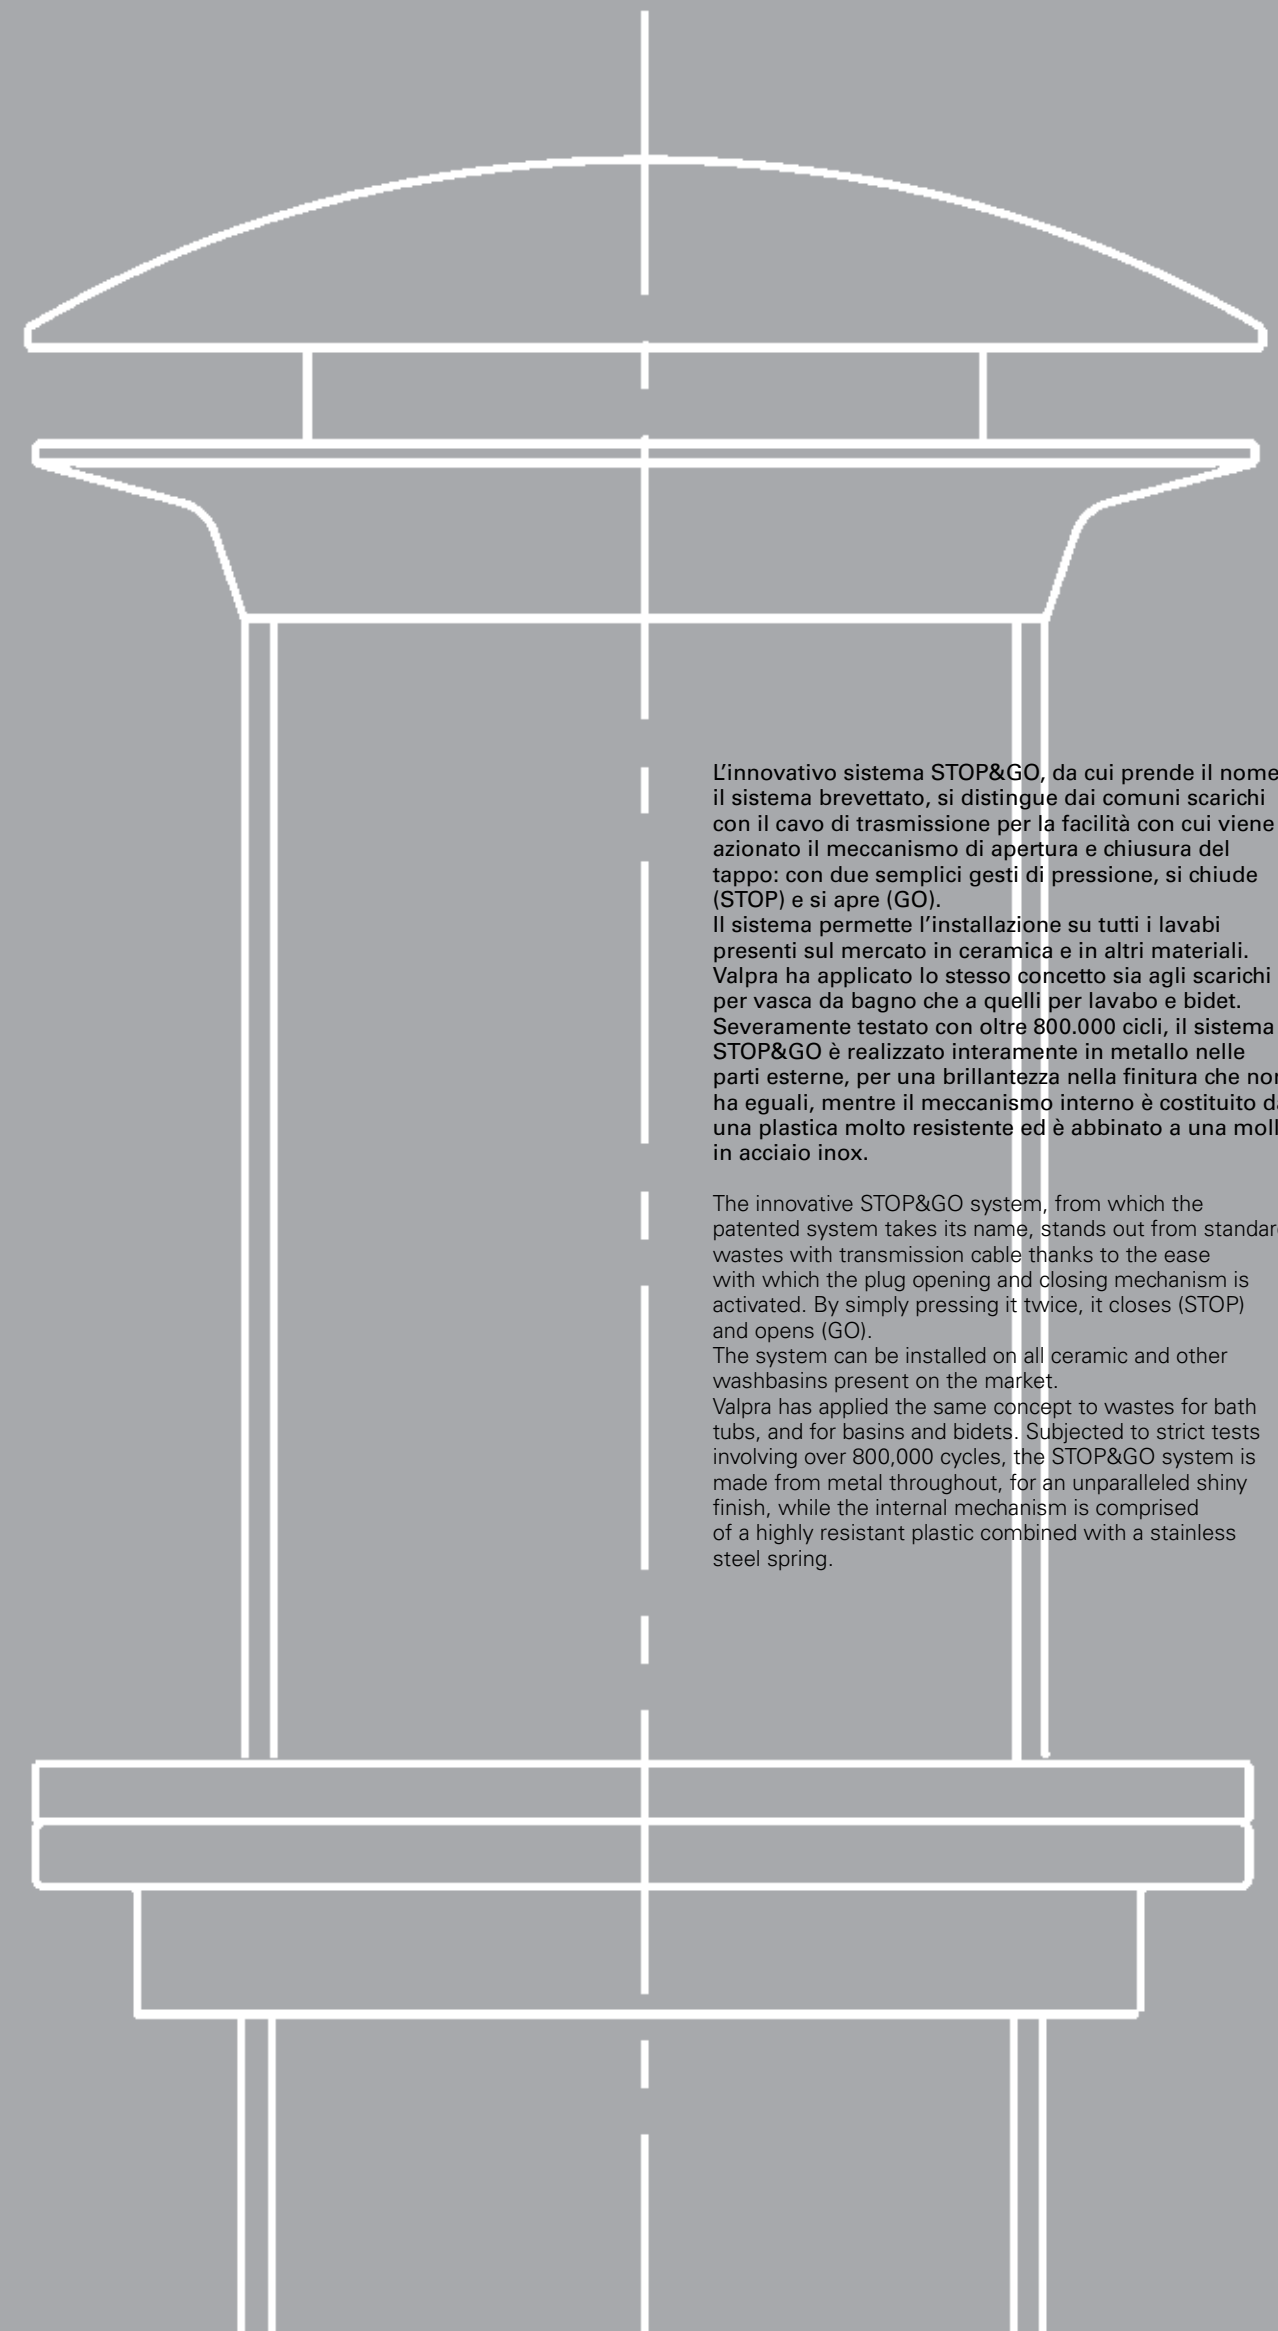 L’innovativo sistema STOP&GO, da cui prende il nome
il sistema brevettato, si distingue dai comuni scarichi
con il cavo di trasmissione per la facilità con cui viene
azionato il meccanismo di apertura e chiusura del
tappo: con due semplici gesti di pressione, si chiude
(STOP) e si apre (GO).
Il sistema permette l’installazione su tutti i lavabi
presenti sul mercato in ceramica e in altri materiali.
Valpra ha applicato lo stesso concetto sia agli scarichi
per vasca da bagno che a quelli per lavabo e bidet.
Severamente testato con oltre 800.000 cicli, il sistema
STOP&GO è realizzato interamente in metallo nelle
parti esterne, per una brillantezza nella finitura che non
ha eguali, mentre il meccanismo interno è costituito da
una plastica molto resistente ed è abbinato a una moll
in acciaio inox.
The innovative STOP&GO system, from which the
patented system takes its name, stands out from standard
wastes with transmission cable thanks to the ease
with which the plug opening and closing mechanism is
activated. By simply pressing it twice, it closes (STOP)
and opens (GO).
The system can be installed on all ceramic and other
washbasins present on the market.
Valpra has applied the same concept to wastes for bath
tubs, and for basins and bidets. Subjected to strict tests
involving over 800,000 cycles, the STOP&GO system is
made from metal throughout, for an unparalleled shiny
finish, while the internal mechanism is comprised
of a highly resistant plastic combined with a stainless
steel spring.